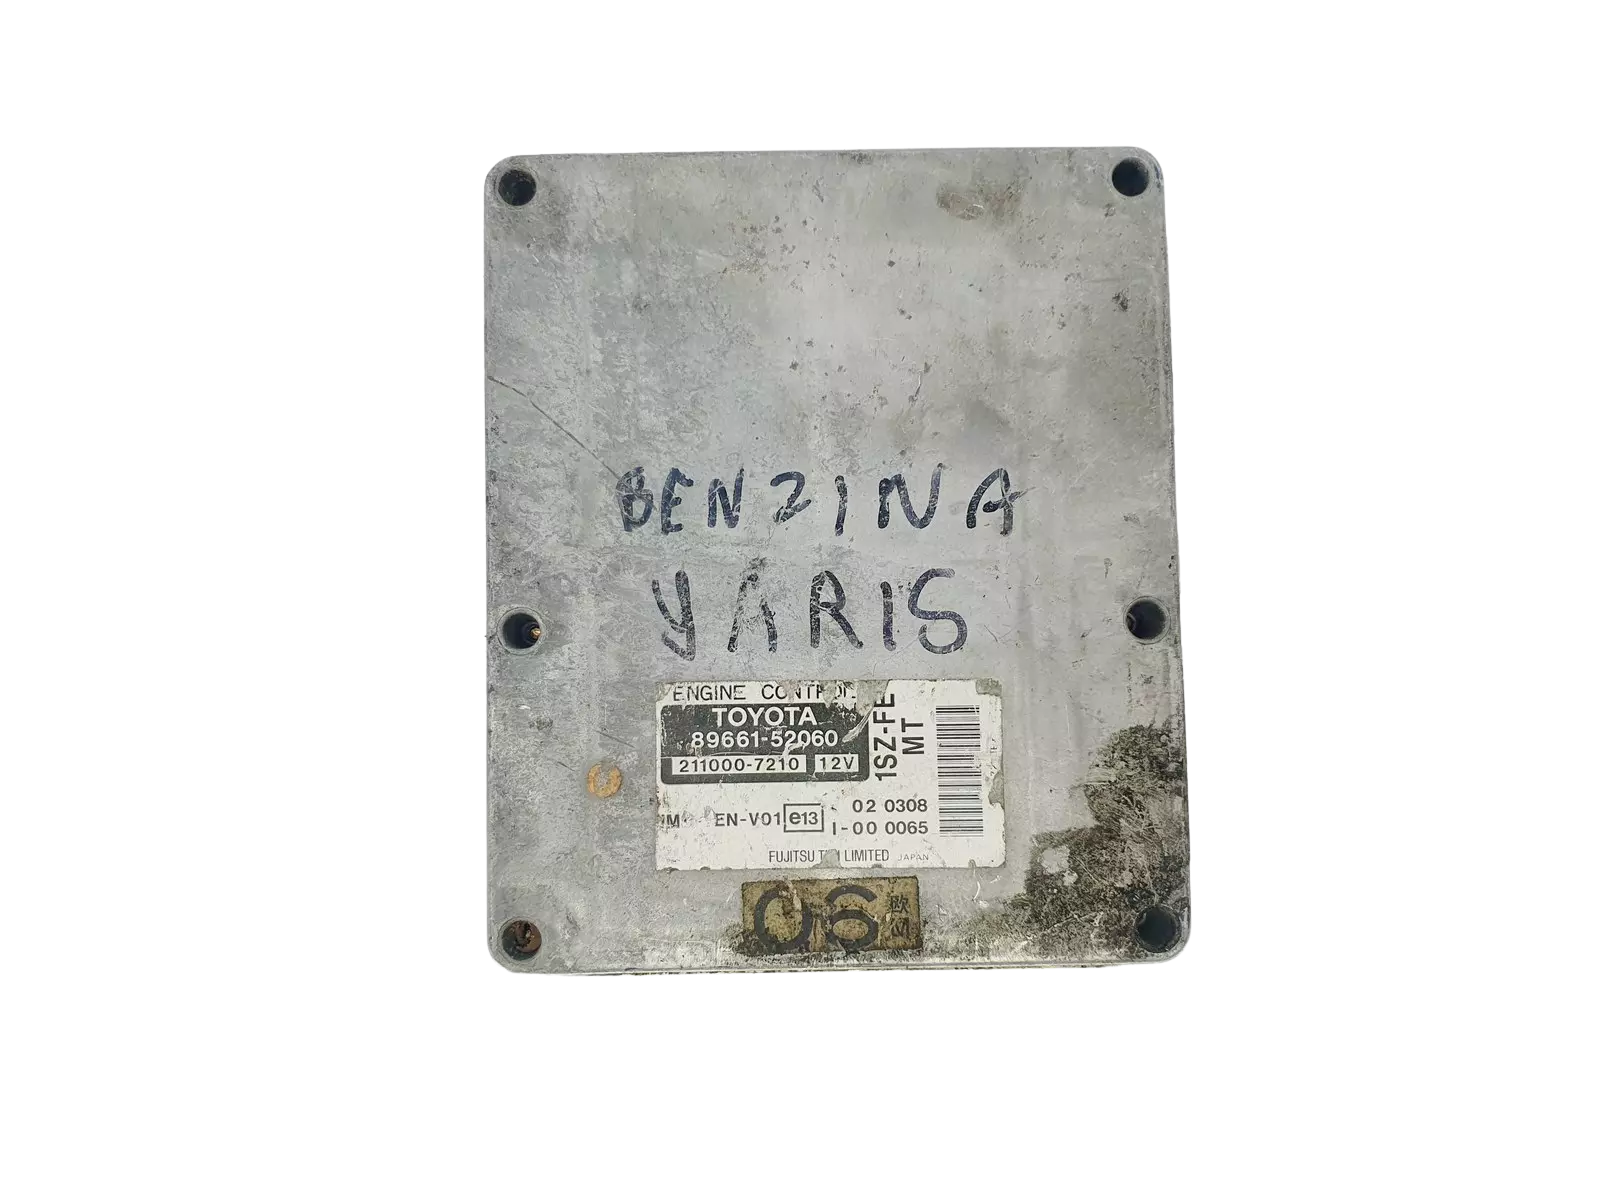 BENZINA
YARIS
ENGINE CONTROL
TOYOTA
89661-52060
211000-7210 12V
1SZ-FE
MT
EN-V01 e13 02 0308
I-00 0065
FUJITSU LIMITED JAPAN
06
欧